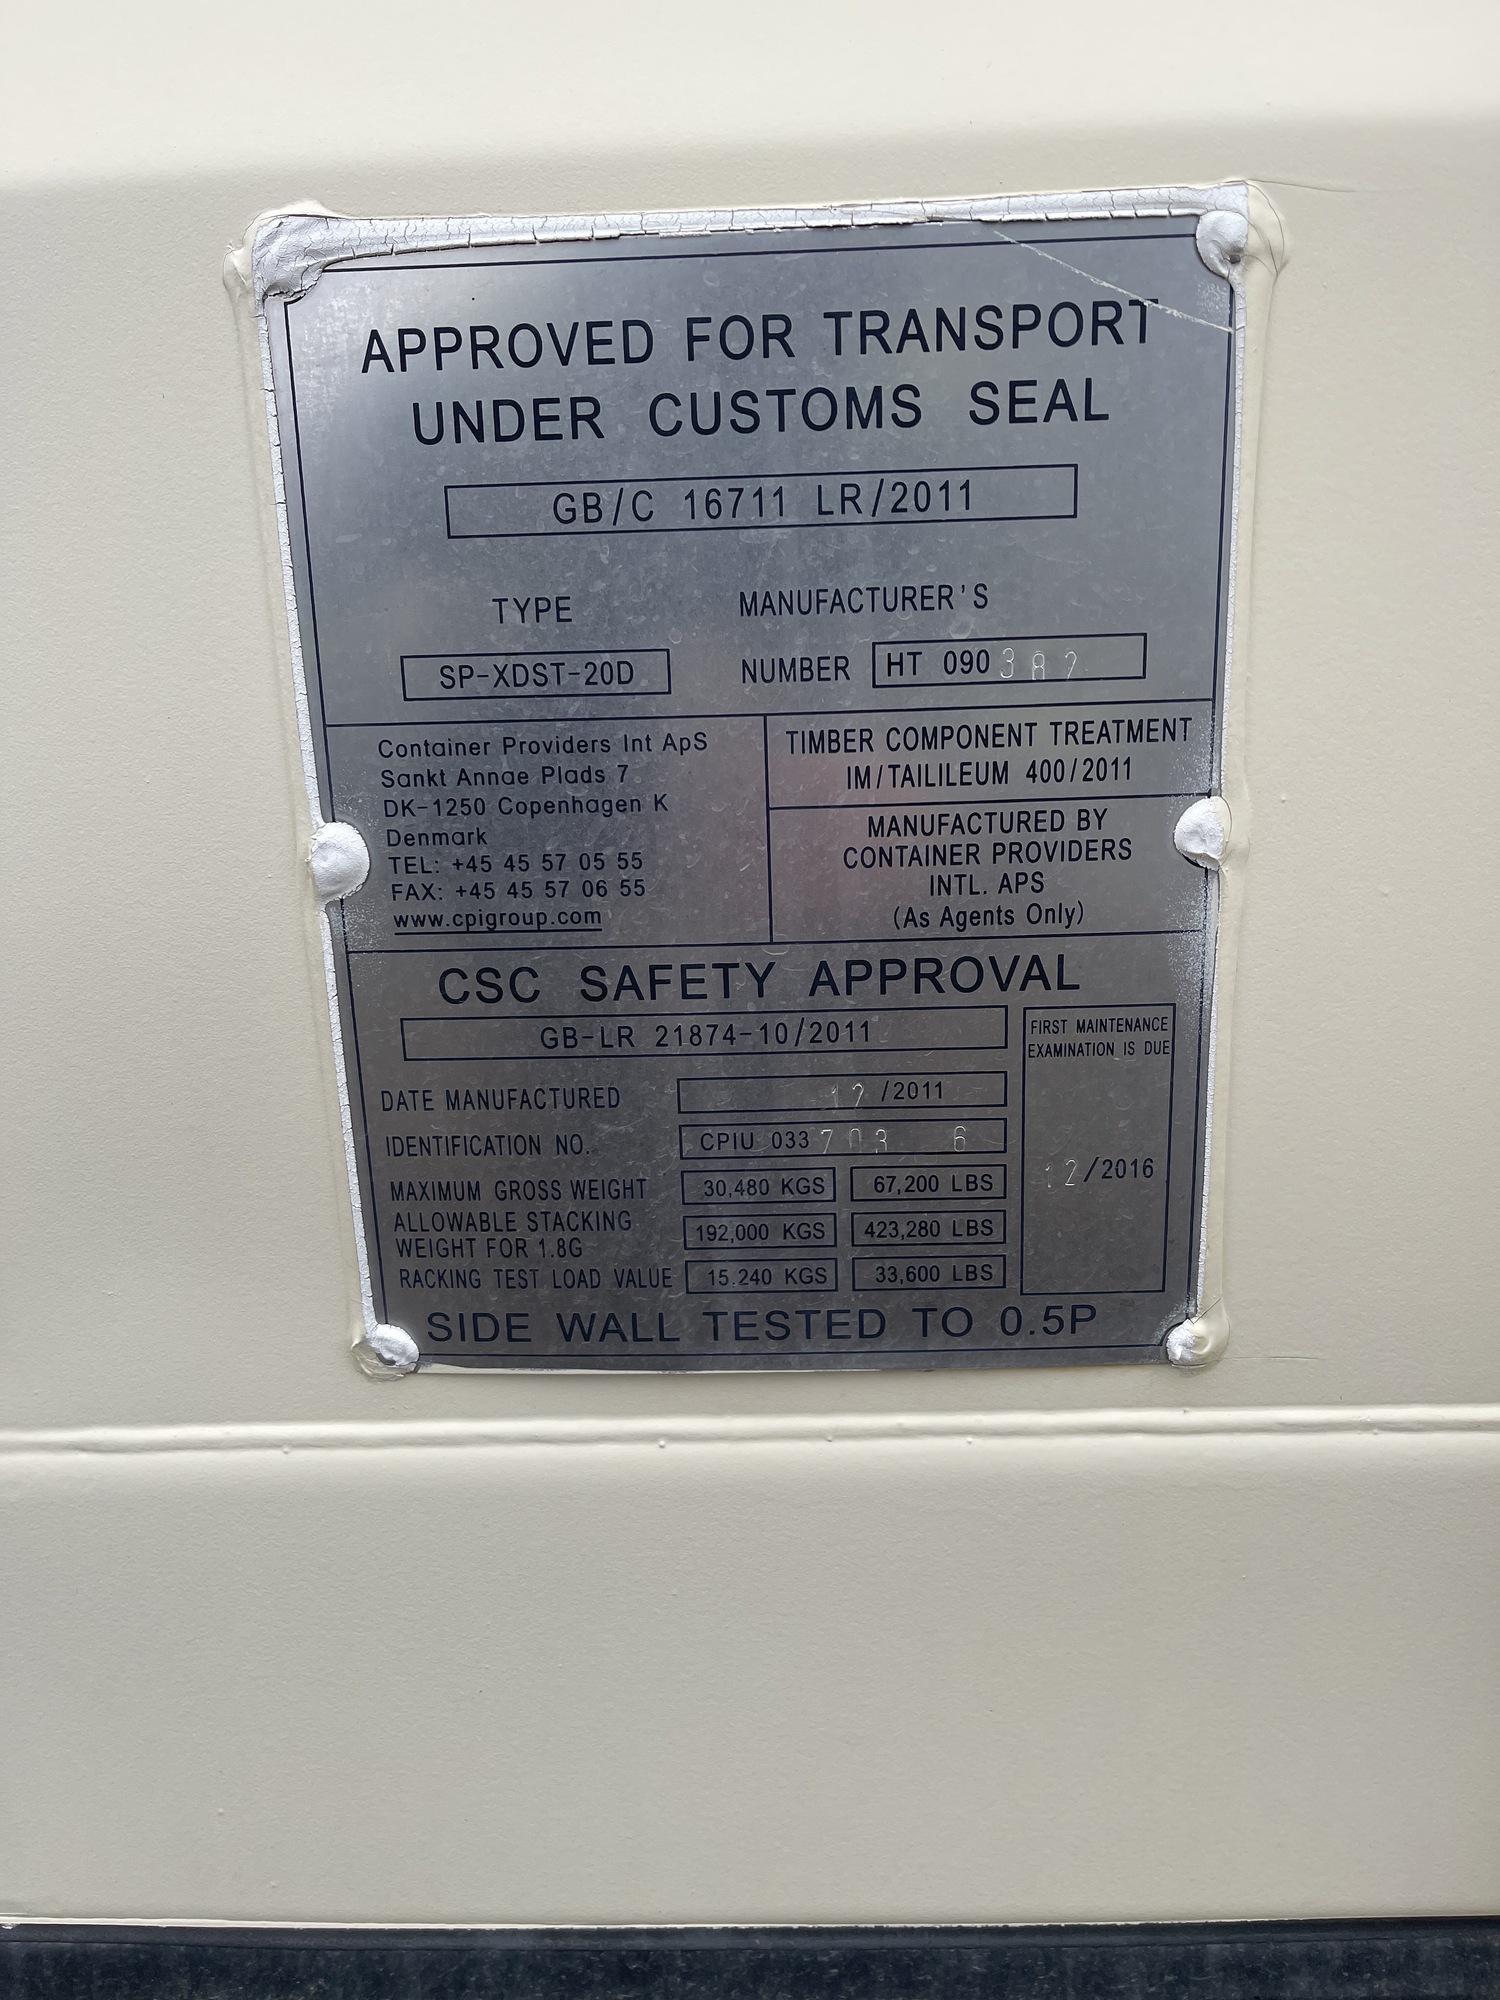 APPROVED FOR TRANSPORT
UNDER CUSTOMS SEAL
GB/C 16711 LR/2011
TYPE
SP-XDST-20D
MANUFACTURER'S
NUMBER HT 090382
Container Providers Int ApS
Sankt Annae Plads 7
DK-1250 Copenhagen K
Denmark
TEL: +45 45 57 05 55
FAX: +45 45 57 06 55
www.cpigroup.com
TIMBER COMPONENT TREATMENT
IM/TAILILEUM 400/2011
MANUFACTURED BY
CONTAINER PROVIDERS
INTL. APS
(As Agents Only)
CSC SAFETY APPROVAL
GB-LR 21874-10/2011
DATE MANUFACTURED 12/2011
IDENTIFICATION NO. CPIU 033703 6
MAXIMUM GROSS WEIGHT 30,480 KGS 67,200 LBS
ALLOWABLE STACKING
WEIGHT FOR 1.8G 192,000 KGS 423,280 LBS
RACKING TEST LOAD VALUE 15.240 KGS 33,600 LBS
FIRST MAINTENANCE
EXAMINATION IS DUE
12/2016
SIDE WALL TESTED TO 0.5P